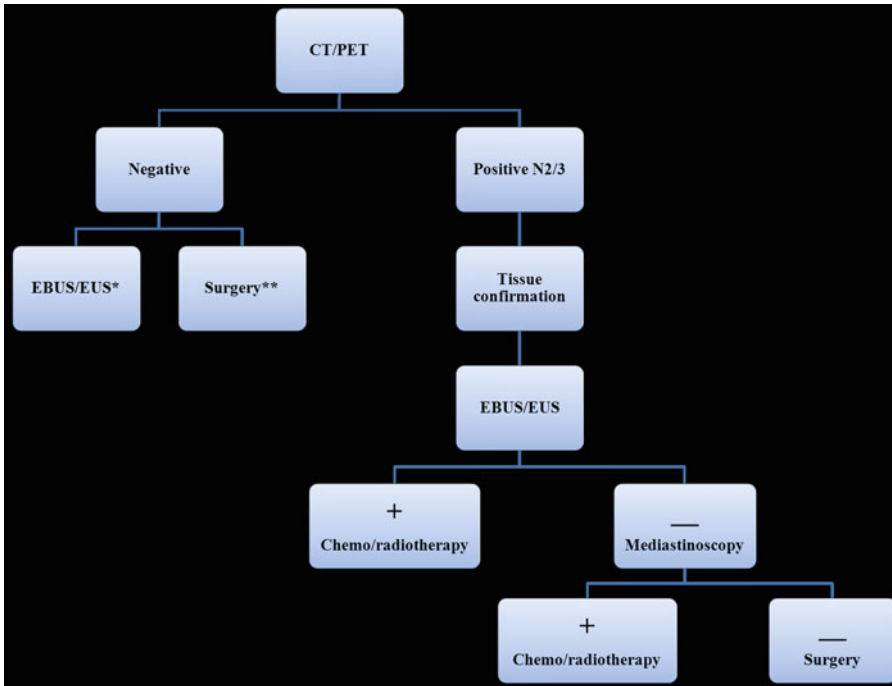 CT/PET
Negative
Positive N2/3
EBUS/EUS*
Surgery**
Tissue
confirmation
EBUS/EUS
+
Chemo/radiotherapy
—
Mediastinoscopy
+
Chemo/radiotherapy
—
Surgery